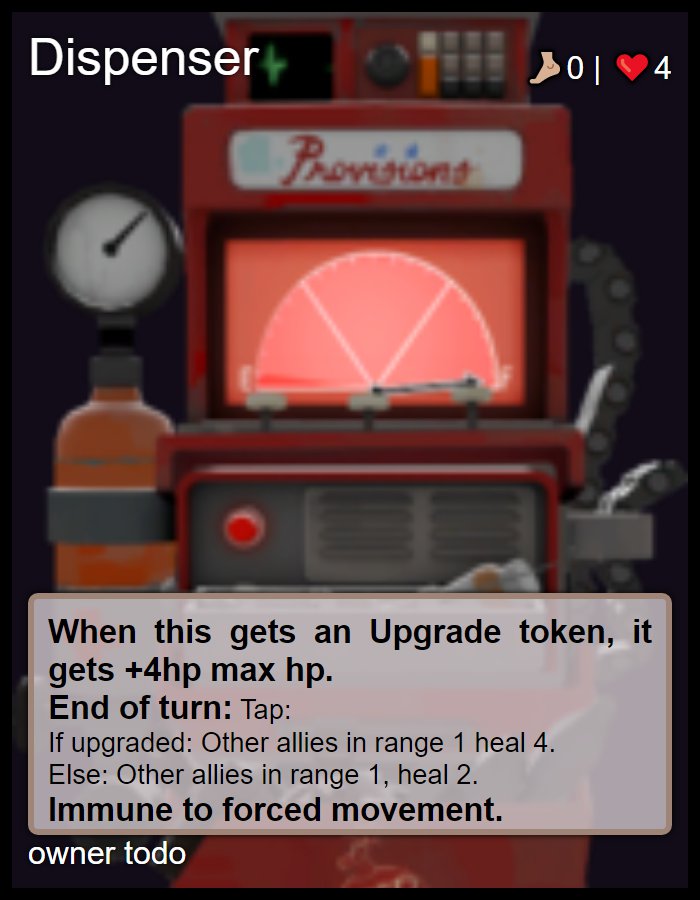 Dispenser
0 | 4
Provisions
When this gets an Upgrade token, it
gets +4hp max hp.
End of turn: Tap:
If upgraded: Other allies in range 1 heal 4.
Else: Other allies in range 1, heal 2.
Immune to forced movement.
owner todo